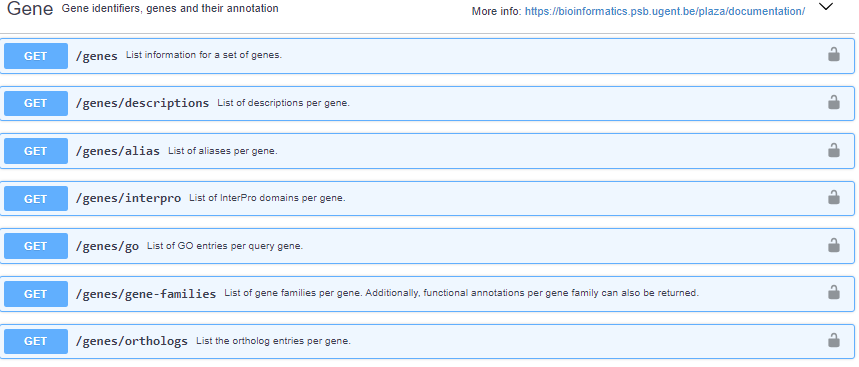 Gene Gene identifiers, genes and their annotation More info: https://bioinformatics.psb.ugent.be/plaza/documentation/
GET /genes List information for a set of genes.
GET /genes/descriptions List of descriptions per gene.
GET /genes/alias List of aliases per gene.
GET /genes/interpro List of InterPro domains per gene.
GET /genes/go List of GO entries per query gene.
GET /genes/gene-families List of gene families per gene. Additionally, functional annotations per gene family can also be returned.
GET /genes/orthologs List the ortholog entries per gene.